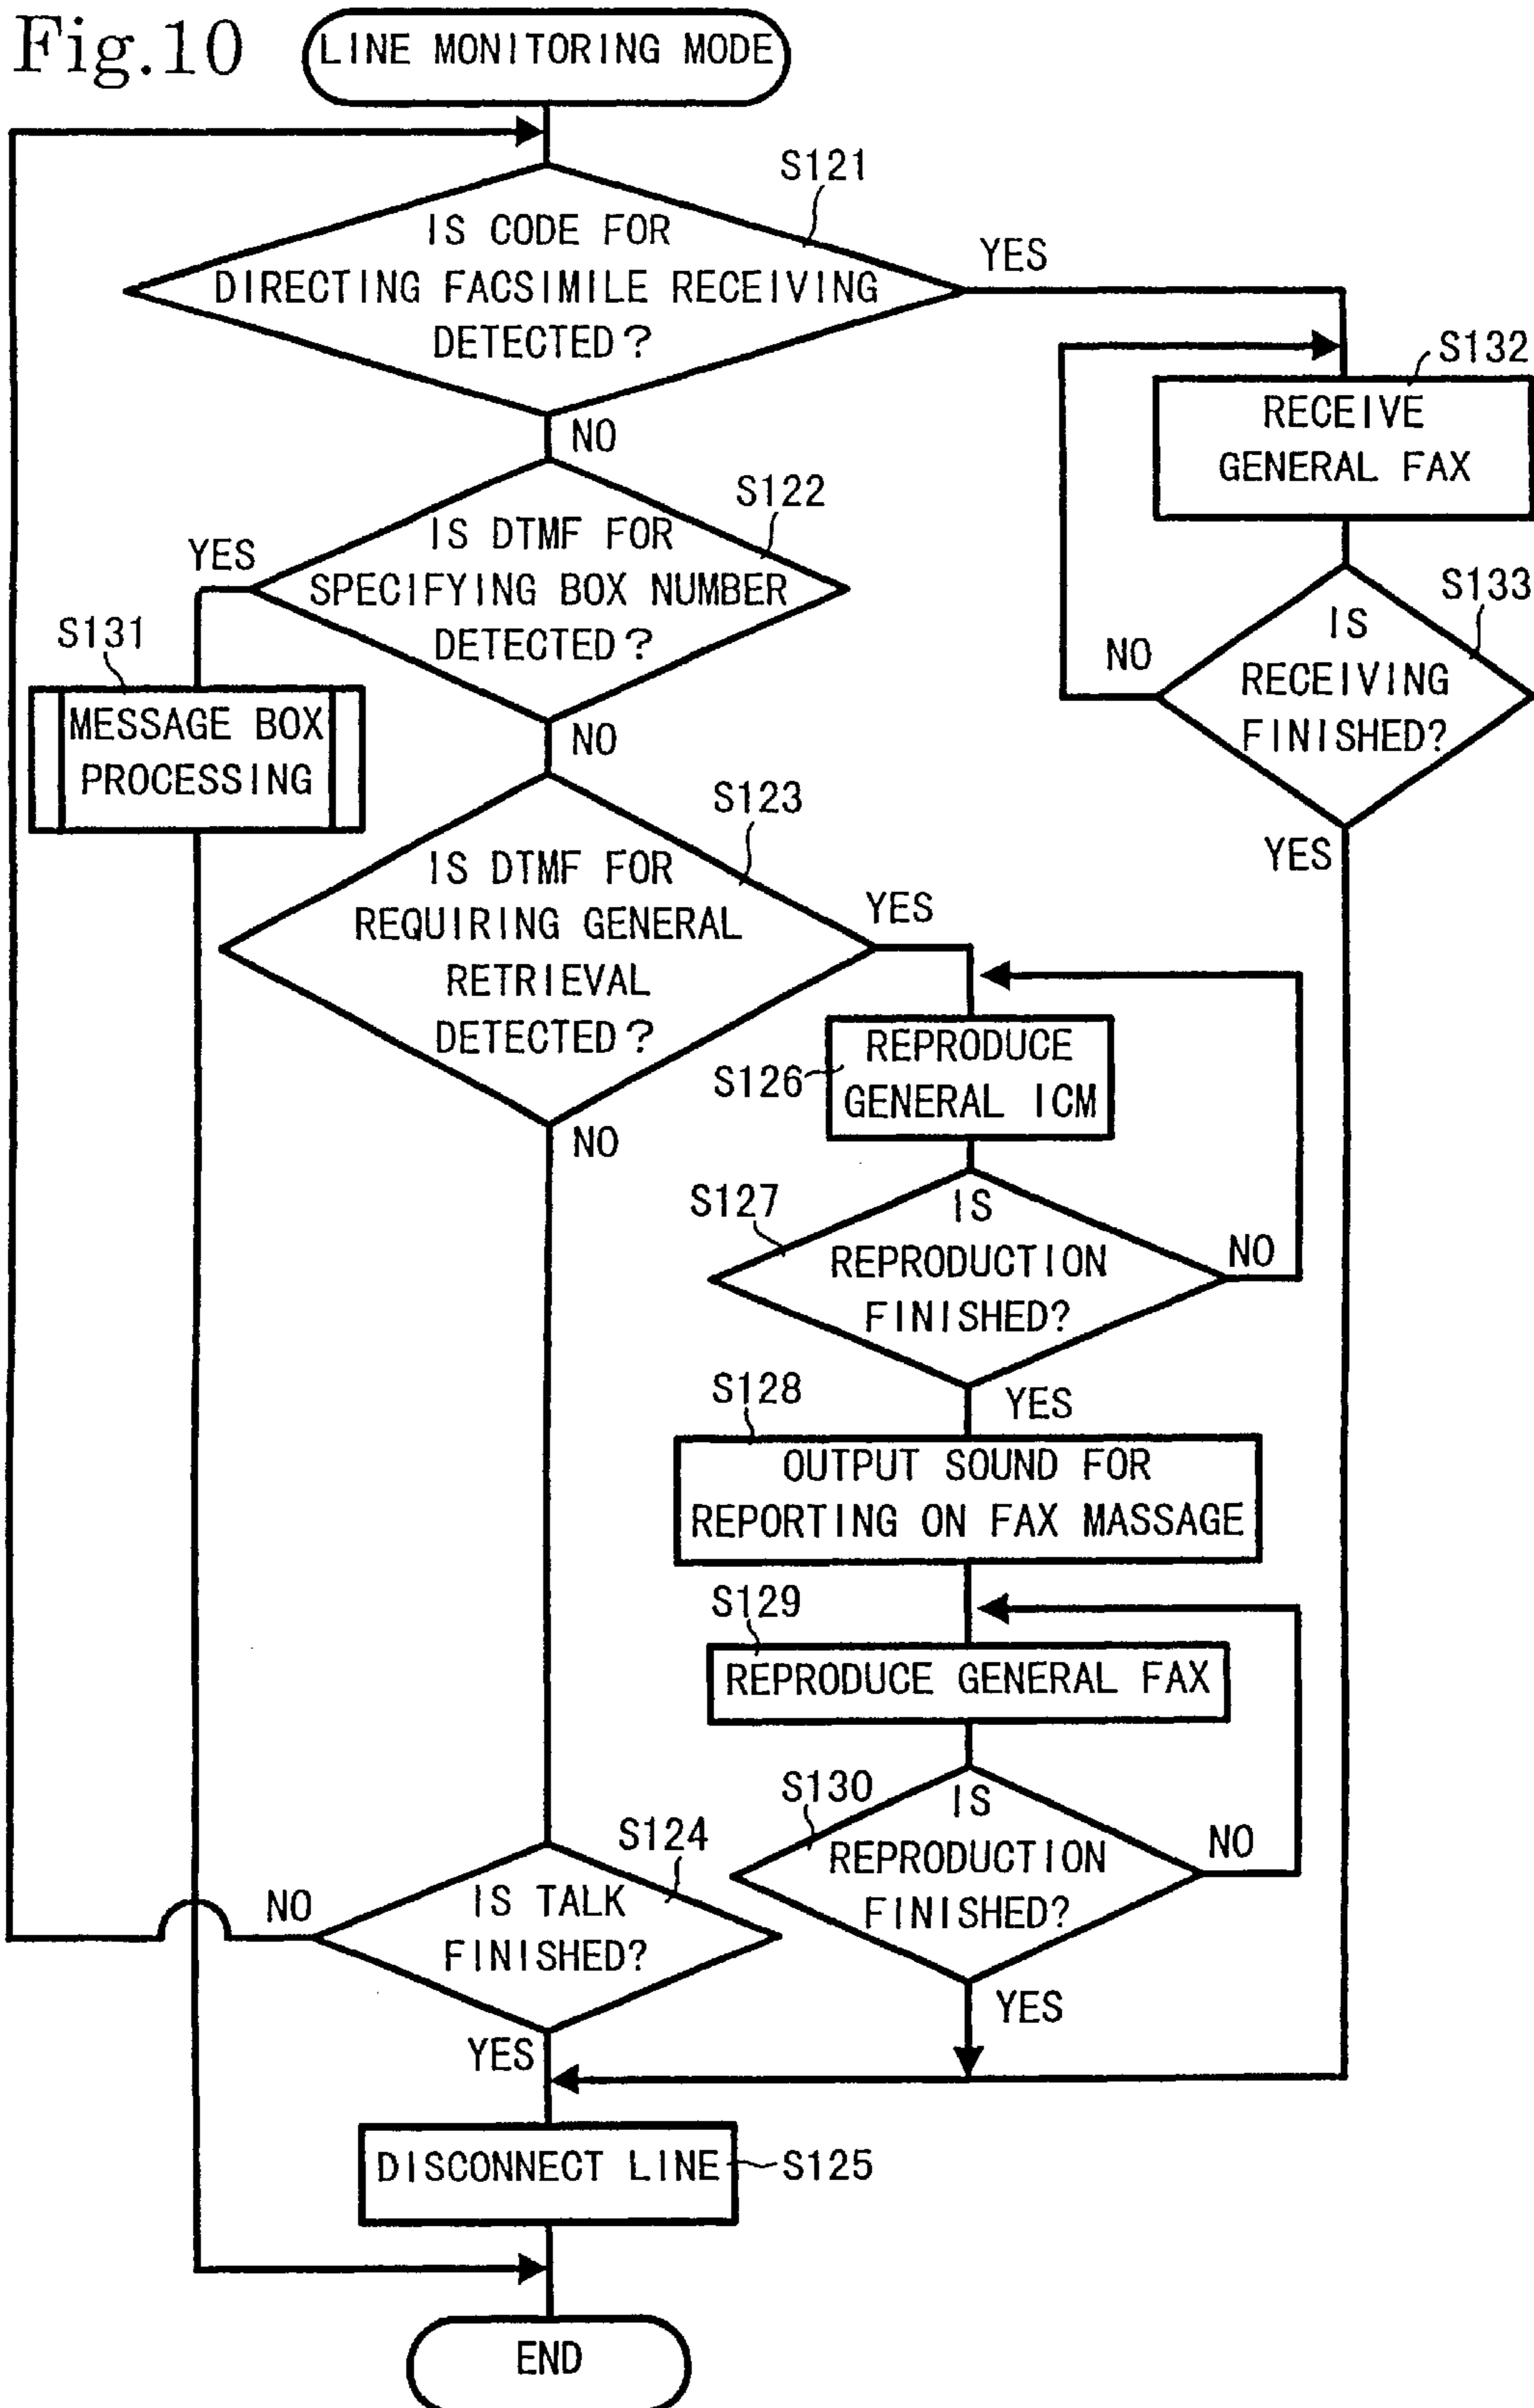 Fig.10
LINE MONITORING MODE
S121
IS CODE FOR
DIRECTING FACSIMILE RECEIVING
DETECTED?
YES
NO
S132
RECEIVE
GENERAL FAX
S122
IS DTMF FOR
SPECIFYING BOX NUMBER
DETECTED?
YES
NO
S133
IS
RECEIVING
FINISHED?
NO
YES
S131
MESSAGE BOX
PROCESSING
S123
IS DTMF FOR
REQUIRING GENERAL
RETRIEVAL
DETECTED?
YES
NO
S126
REPRODUCE
GENERAL ICM
S127
IS
REPRODUCTION
FINISHED?
NO
YES
S128
OUTPUT SOUND FOR
REPORTING ON FAX MASSAGE
S129
REPRODUCE GENERAL FAX
S130
IS
REPRODUCTION
FINISHED?
NO
YES
S124
IS TALK
FINISHED?
NO
YES
DISCONNECT LINE
S125
END